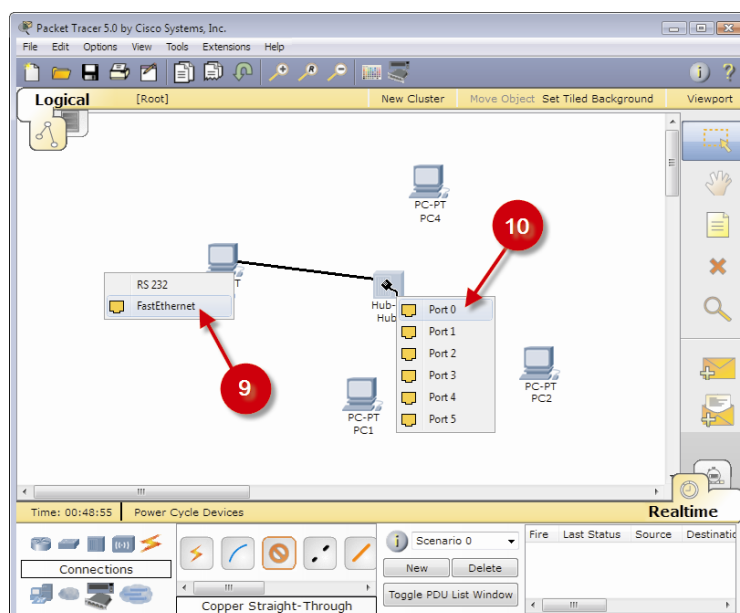 Packet Tracer 5.0 by Cisco Systems, Inc.
File Edit Options View Tools Extensions Help
Logical [Root] New Cluster Move Object Set Tiled Background Viewport
PC-PT
PC4
10
RS 232
FastEthernet
9
Hub-
Hub
Port 0
Port 1
Port 2
Port 3
Port 4
Port 5
PC-PT
PC2
PC-PT
PC1
Time: 00:48:55 Power Cycle Devices Realtime
Connections
Copper Straight-Through
Scenario 0
New Delete
Toggle PDU List Window
Fire Last Status Source Destinatio